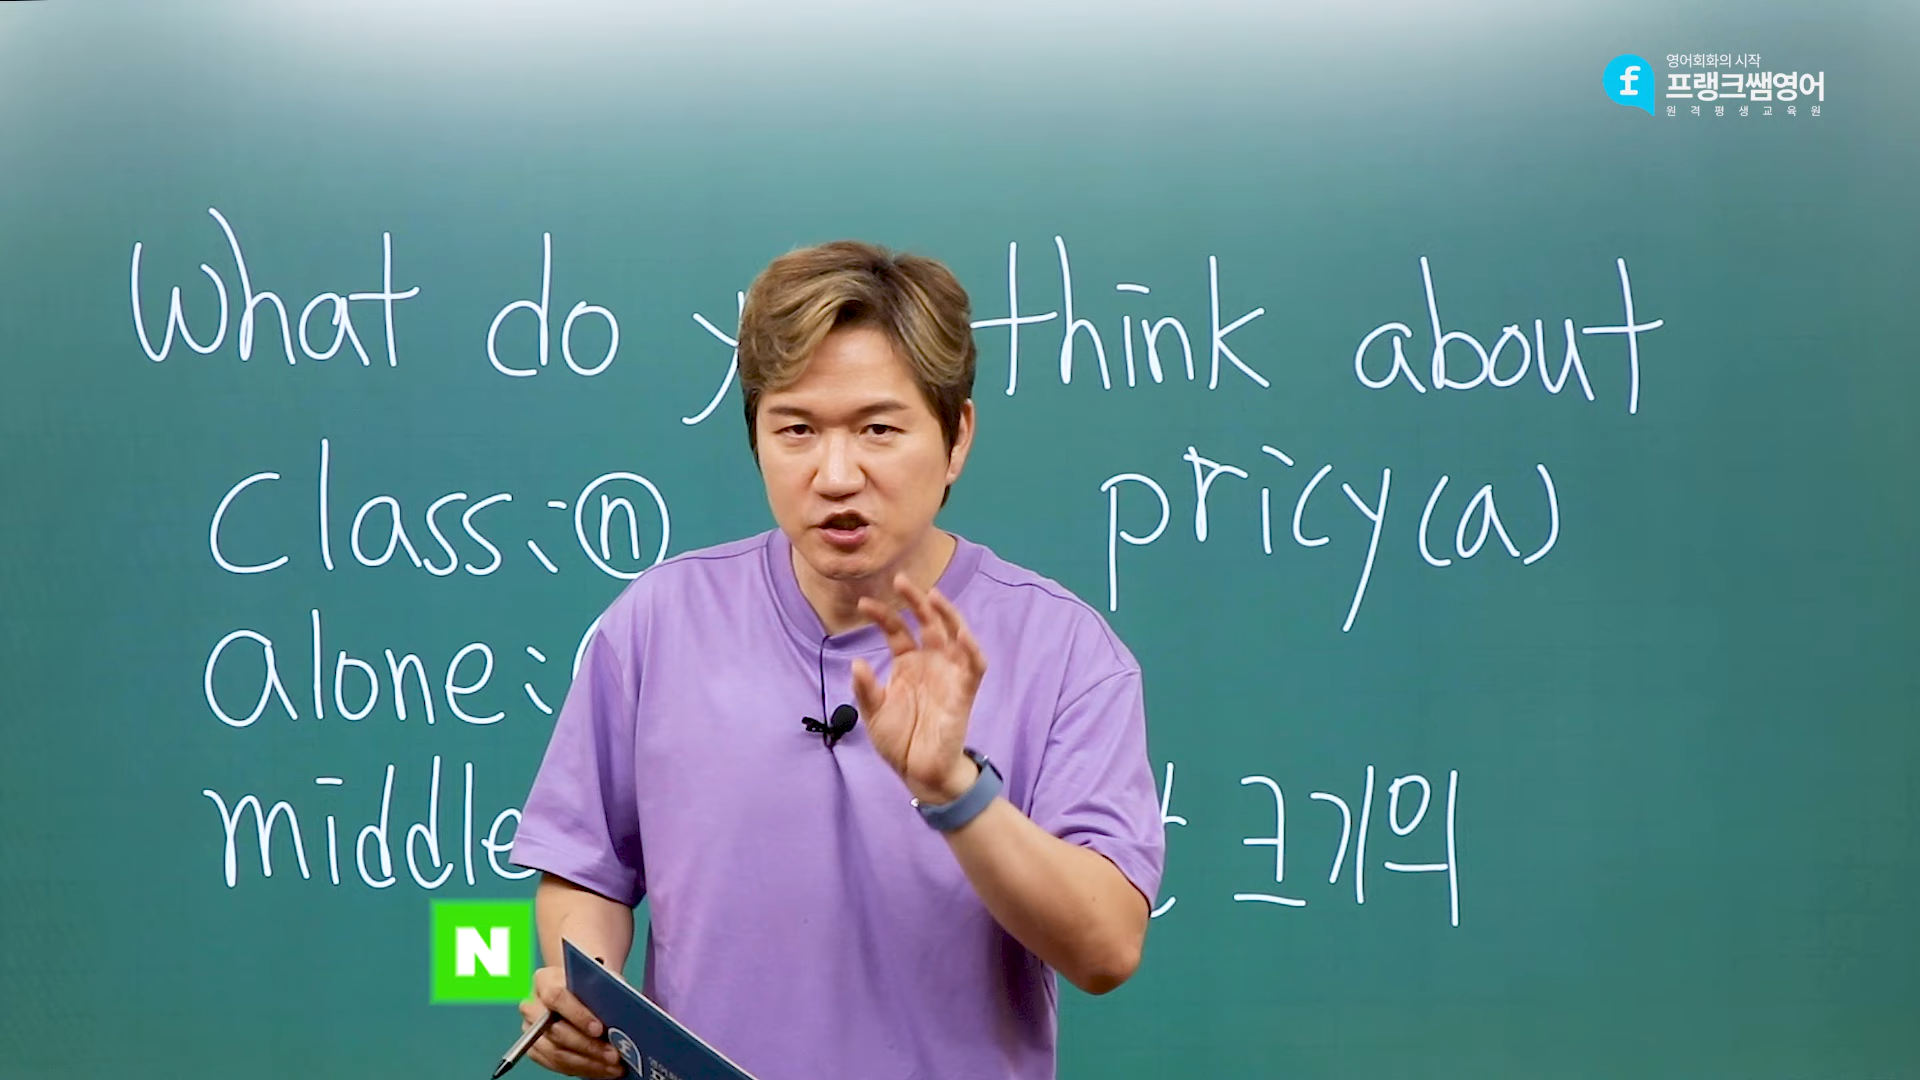 영어회화의 시작
프랭크쌤영어
원격평생교육원
What do think about
class: n pricy(a)
alone:
middle 크기의
N